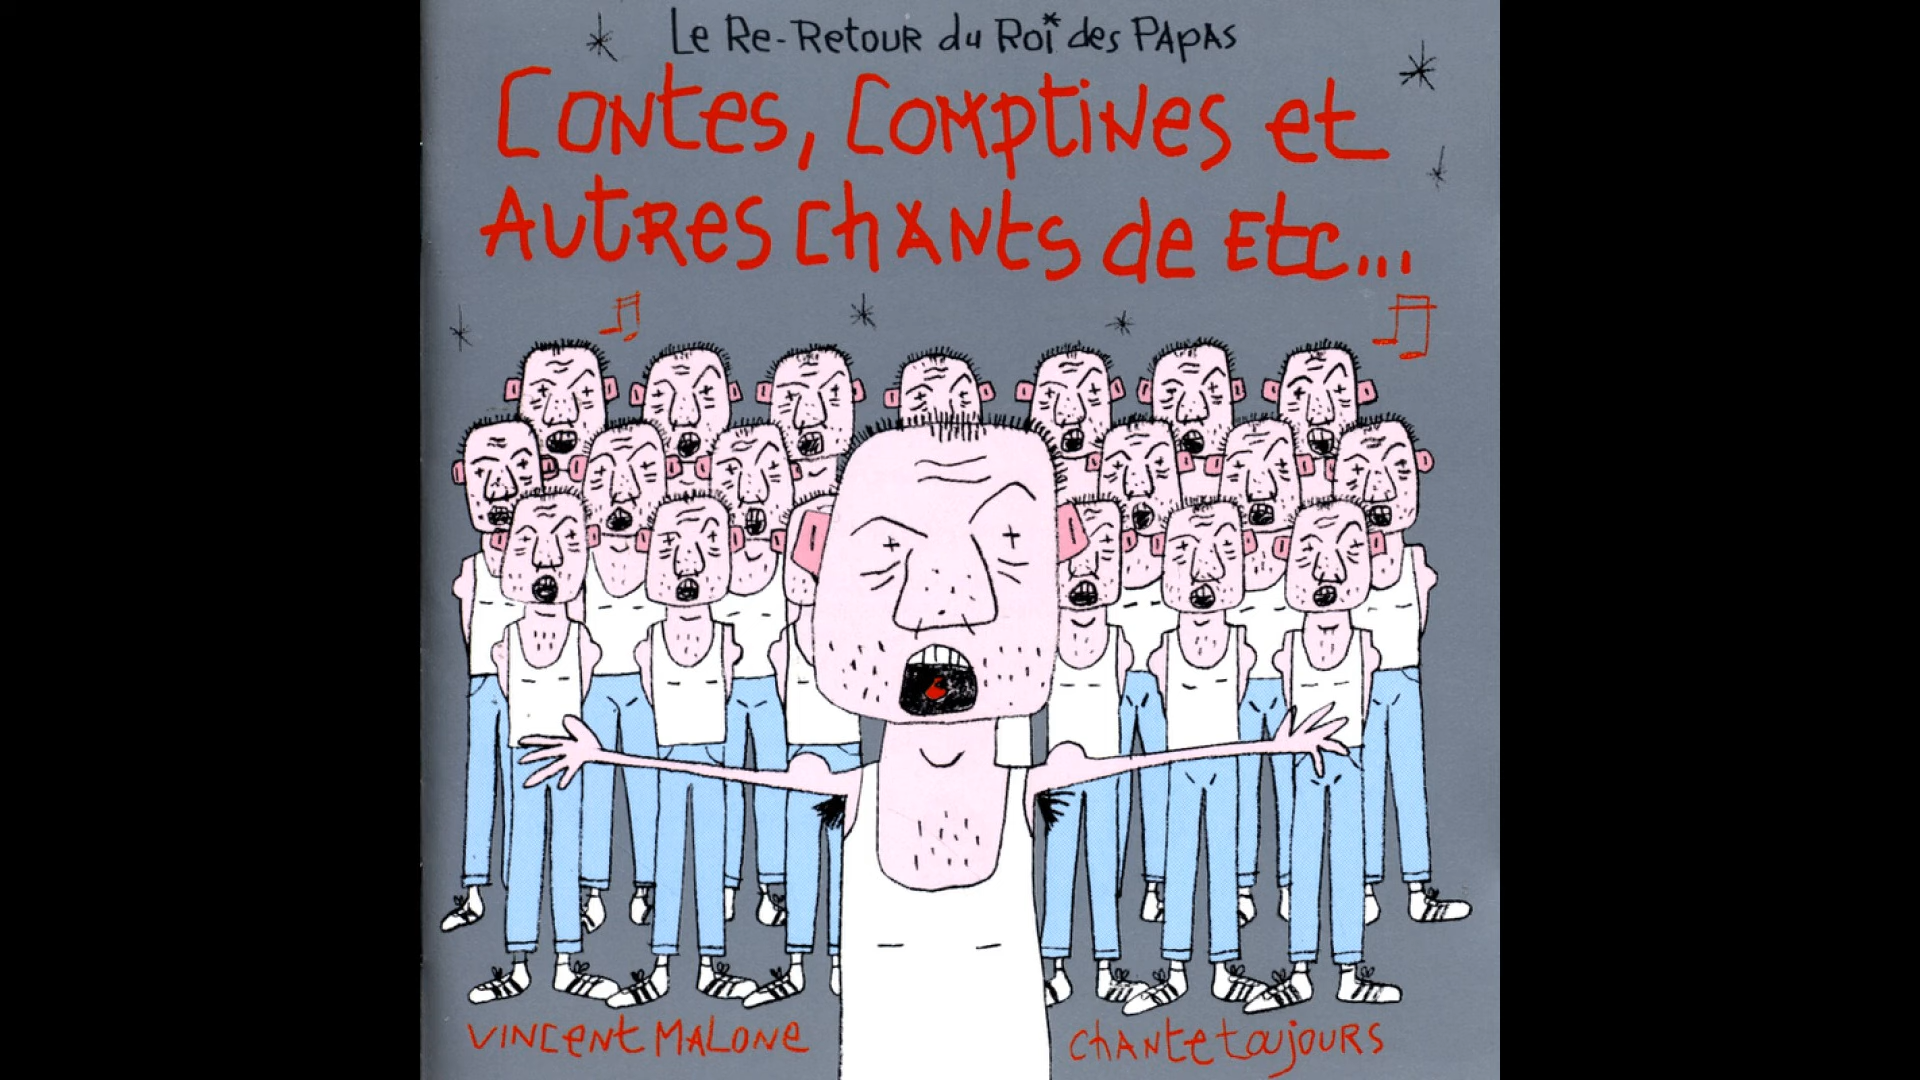 Le Re-Retour du Roi des Papas
Contes, Comptines et
Autres Chants de Etc...
Vincent Malone
Chante toujours